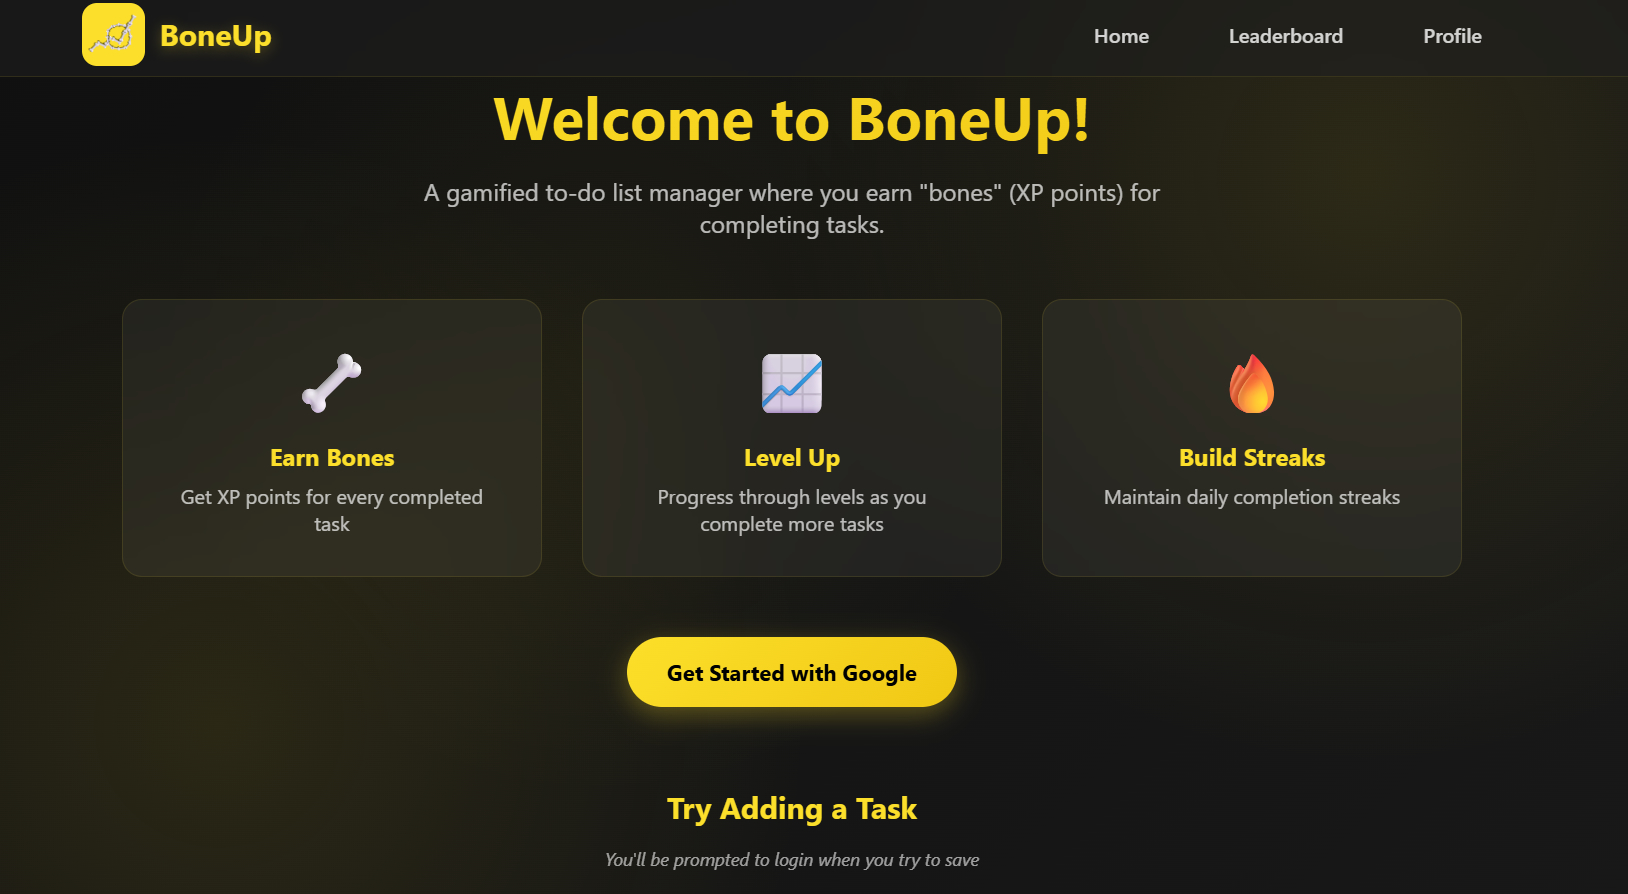 BoneUp
Home
Leaderboard
Profile
Welcome to BoneUp!
A gamified to-do list manager where you earn "bones" (XP points) for
completing tasks.
Earn Bones
Get XP points for every completed
task
Level Up
Progress through levels as you
complete more tasks
Build Streaks
Maintain daily completion streaks
Get Started with Google
Try Adding a Task
You'll be prompted to login when you try to save